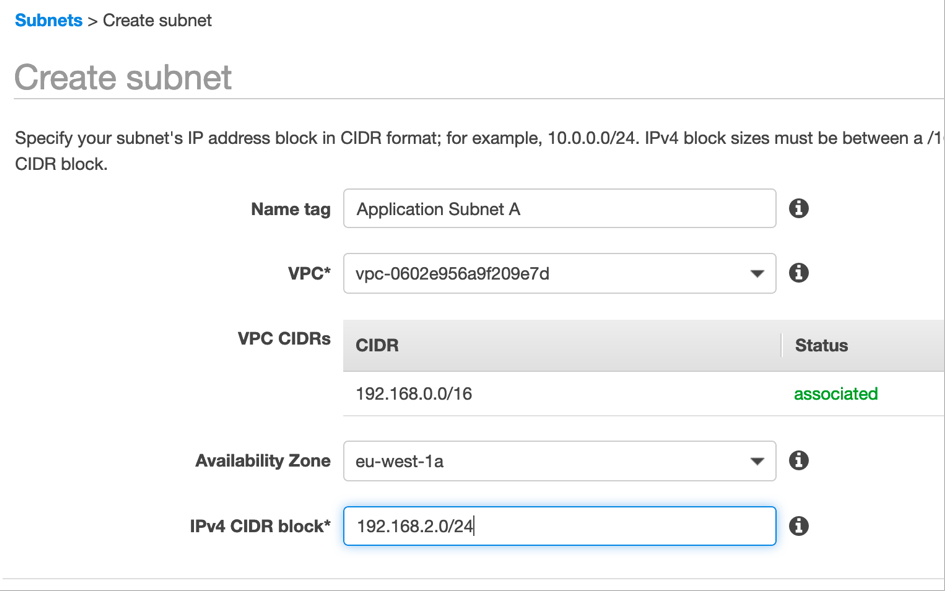 Subnets > Create subnet
Create subnet
Specify your subnet's IP address block in CIDR format; for example, 10.0.0.0/24. IPv4 block sizes must be between a /1
CIDR block.
Name tag Application Subnet A
VPC* vpc-0602e956a9f209e7d
VPC CIDRs CIDR Status
192.168.0.0/16 associated
Availability Zone eu-west-1a
IPv4 CIDR block* 192.168.2.0/24